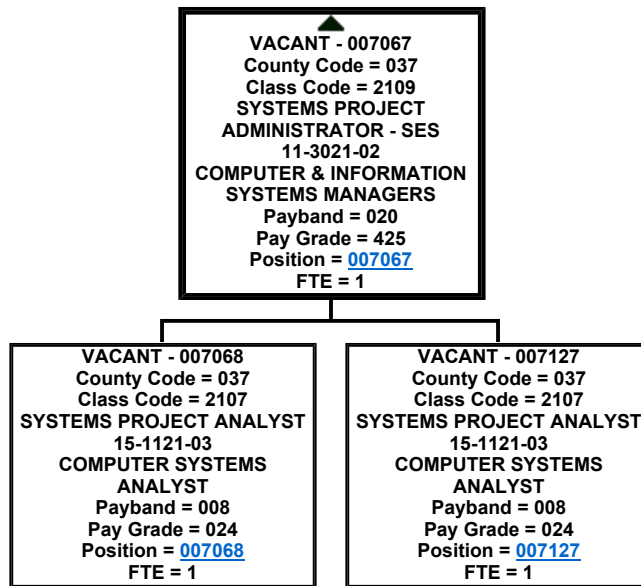 VACANT - 007067
County Code = 037
Class Code = 2109
SYSTEMS PROJECT
ADMINISTRATOR - SES
11-3021-02
COMPUTER & INFORMATION
SYSTEMS MANAGERS
Payband = 020
Pay Grade = 425
Position = 007067
FTE = 1
VACANT - 007068
County Code = 037
Class Code = 2107
SYSTEMS PROJECT ANALYST
15-1121-03
COMPUTER SYSTEMS
ANALYST
Payband = 008
Pay Grade = 024
Position = 007068
FTE = 1
VACANT - 007127
County Code = 037
Class Code = 2107
SYSTEMS PROJECT ANALYST
15-1121-03
COMPUTER SYSTEMS
ANALYST
Payband = 008
Pay Grade = 024
Position = 007127
FTE = 1